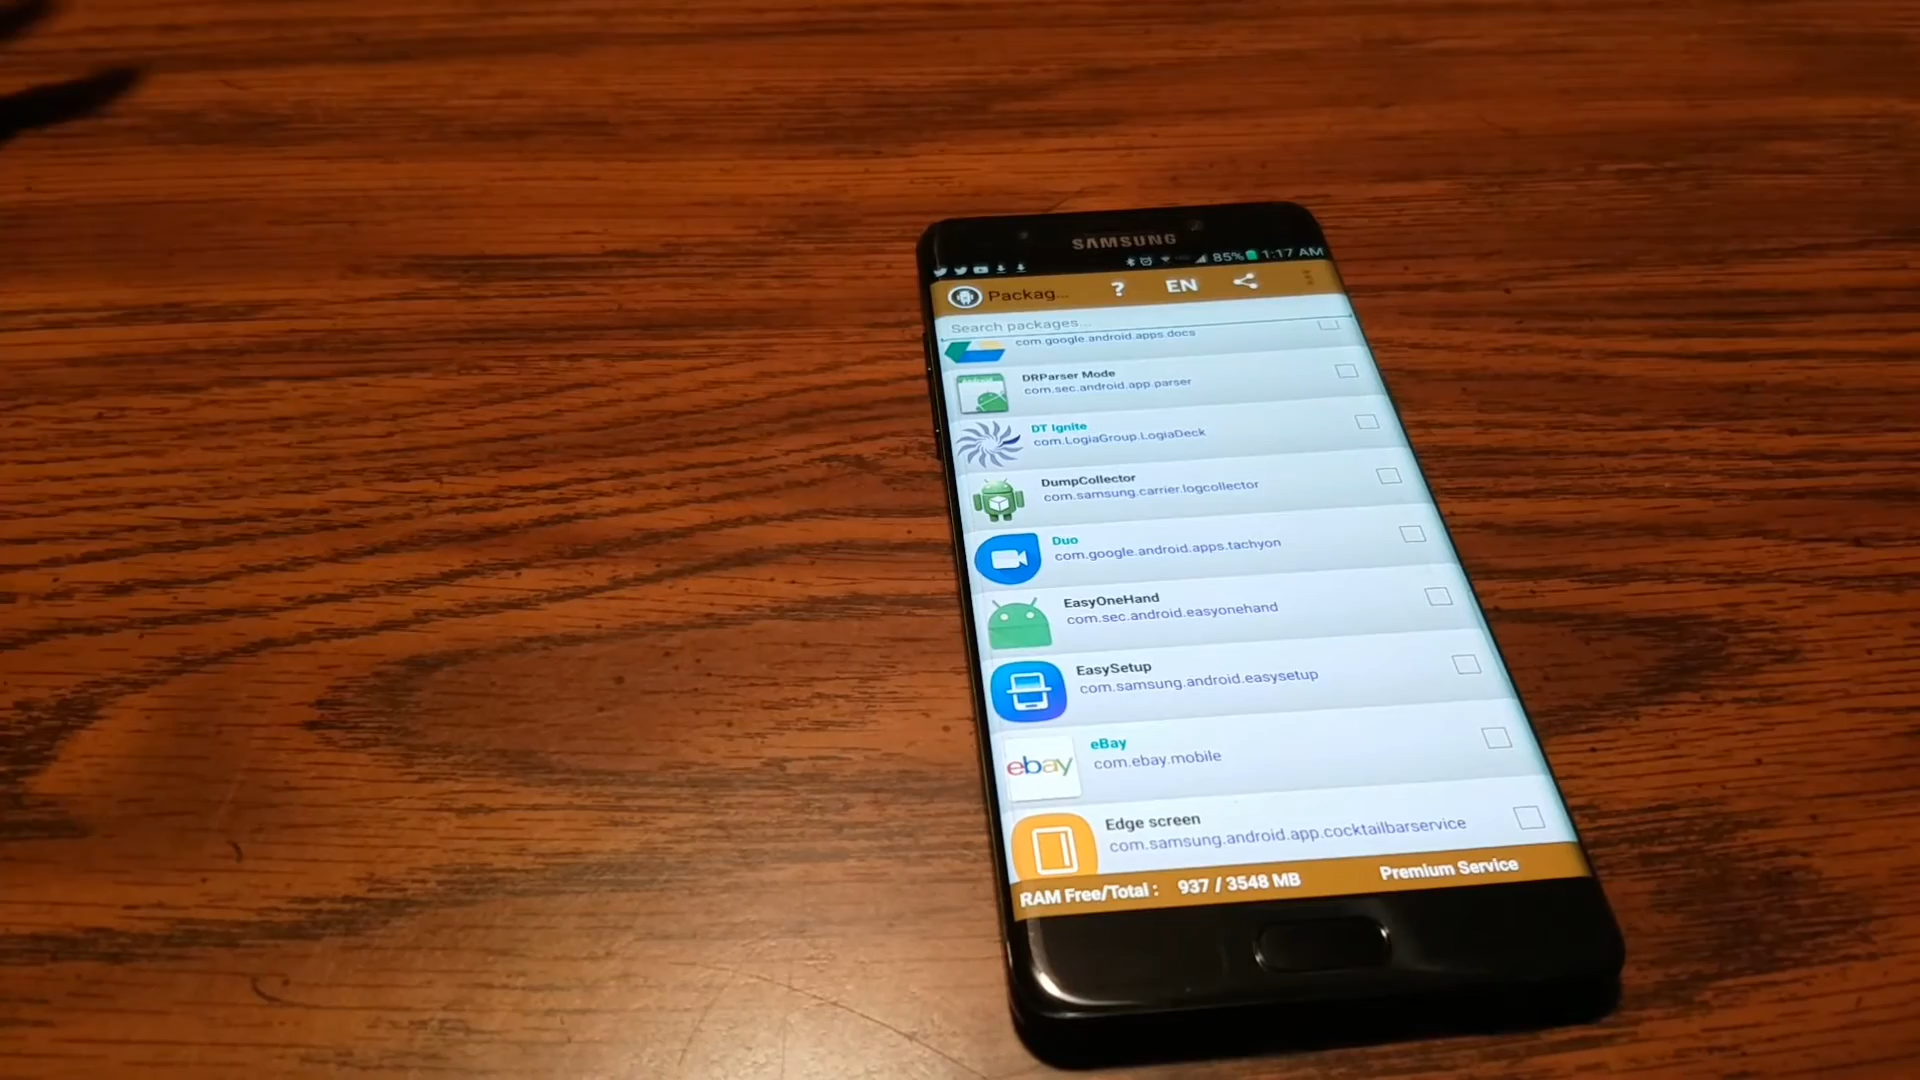 SAMSUNG
85% 1:17 AM
Packag... ? EN
Search packages...
com.google.android.apps.docs
DRParser Mode
com.sec.android.app.parser
DT Ignite
com.LogiaGroup.LogiaDeck
DumpCollector
com.samsung.carrier.logcollector
Duo
com.google.android.apps.tachyon
EasyOneHand
com.sec.android.easyonehand
EasySetup
com.samsung.android.easysetup
eBay
ebay
com.ebay.mobile
Edge screen
com.samsung.android.app.cocktailbarservice
RAM Free/Total : 937 / 3548 MB Premium Service